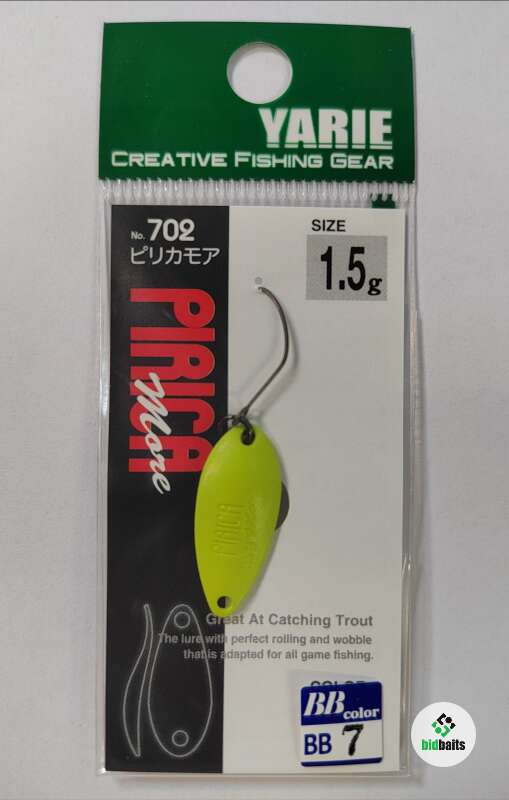 YARIE
CREATIVE FISHING GEAR
No. 702
ピリカモア
SIZE
1.5g
PIRICA
More
PIRICA
Great At Catching Trout
The lure with perfect rolling and wobble
that is adapted for all game fishing.
BB color
BB 7
bidbaits